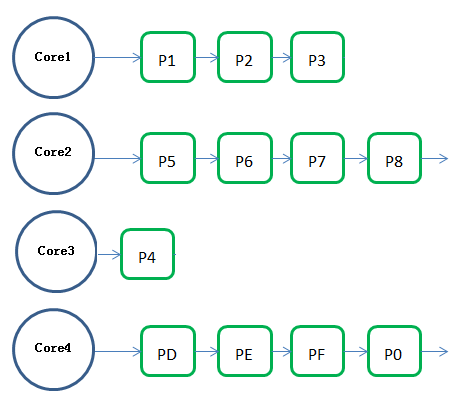 Core1 P1 P2 P3
Core2 P5 P6 P7 P8
Core3 P4
Core4 PD PE PF P0